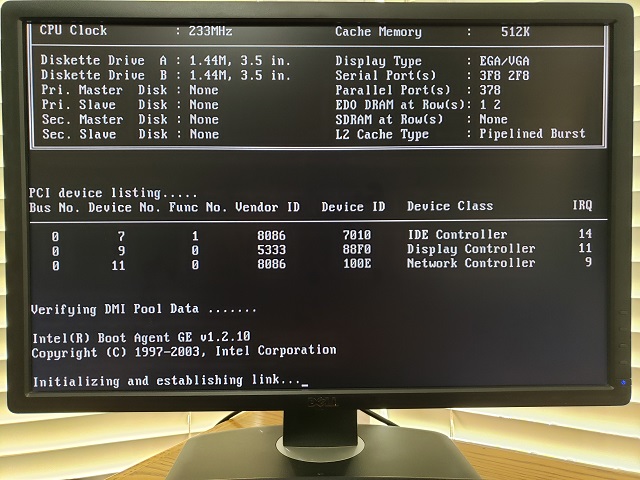 CPU Clock : 233MHz Cache Memory : 512K
Diskette Drive A : 1.44M, 3.5 in. Display Type : EGA/VGA
Diskette Drive B : 1.44M, 3.5 in. Serial Port(s) : 3F8 2F8
Pri. Master Disk : None Parallel Port(s) : 378
Pri. Slave Disk : None EDO DRAM at Row(s): 1 2
Sec. Master Disk : None SDRAM at Row(s) : None
Sec. Slave Disk : None L2 Cache Type : Pipelined Burst
PCI device listing.....
Bus No. Device No. Func No. Vendor ID Device ID Device Class IRQ
0 7 1 8086 7010 IDE Controller 14
0 9 0 5333 88F0 Display Controller 11
0 11 0 8086 100E Network Controller 9
Verifying DMI Pool Data .......
Intel(R) Boot Agent GE v1.2.10
Copyright (C) 1997-2003, Intel Corporation
Initializing and establishing link..._
DELL